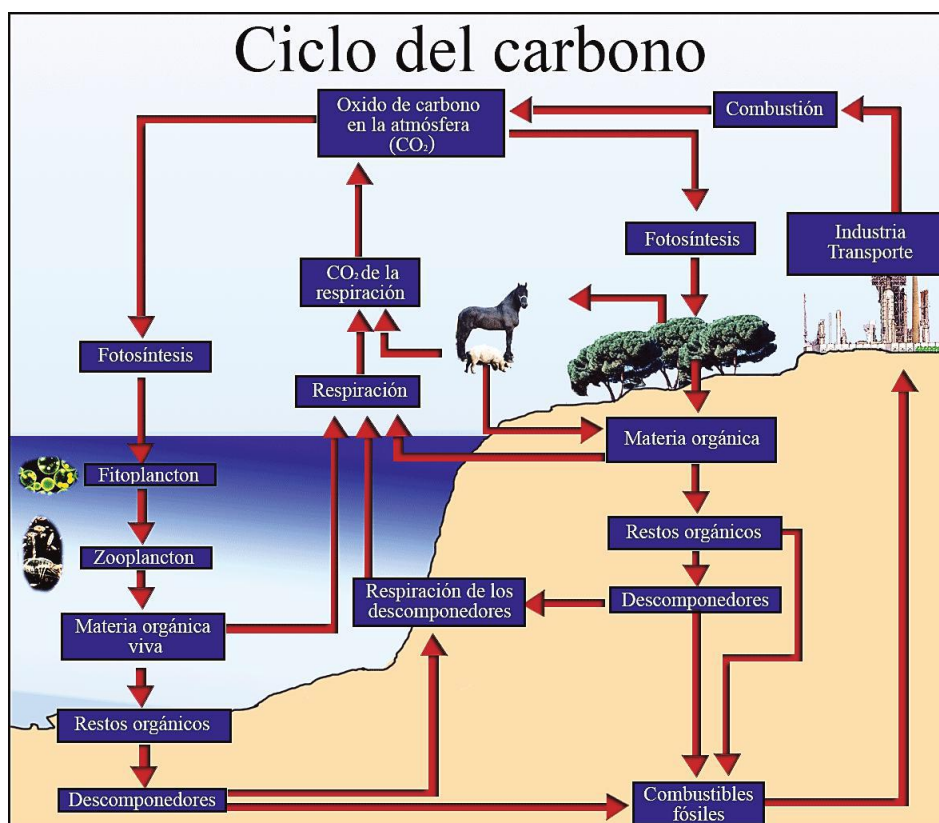 Ciclo del carbono
Oxido de carbono
en la atmósfera
(CO₂)
Combustión
Fotosíntesis
Industria
Transporte
CO₂ de la
respiración
Fotosíntesis
Respiración
Materia orgánica
Fitoplancton
Restos orgánicos
Zooplancton
Respiración de los
descomponedores
Descomponedores
Materia orgánica
viva
Restos orgánicos
Descomponedores
Combustibles
fósiles